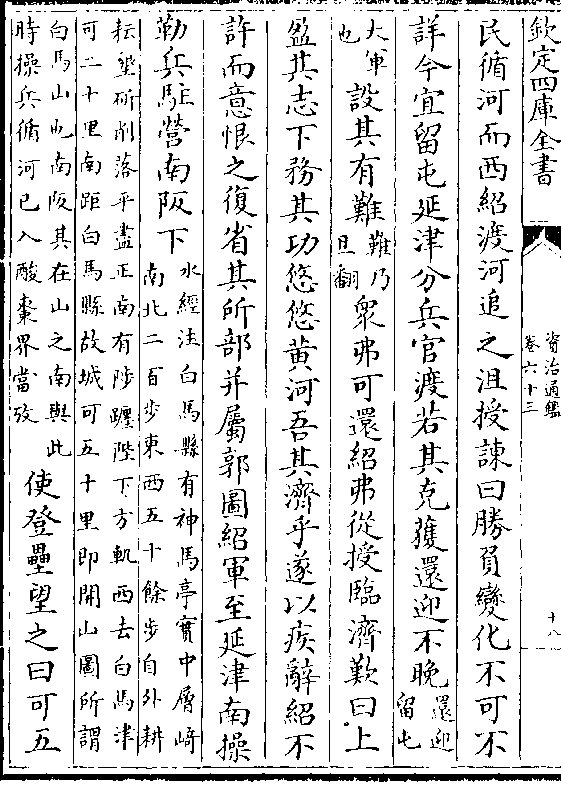 欽定四庫全書
資治通鑑
卷六十三
十八
民循河而西紹渡河追之沮授諫曰勝負變化不可不
詳今宜留屯延津分兵官渡若其克獲還迎不晚
還迎
留屯
大軍
也
設其有難
難乃
旦翻
衆弗可還紹弗從授臨濟歎曰上
盈其志下務其功悠悠黄河吾其濟乎遂以疾辭紹不
許而意恨之復省其所部并屬郭圖紹軍至延津南操
勒兵駐營南阪下
水經注白馬縣有神馬亭實中層峙
南北二百步東西五十餘步自外耕
耘墾斫削落平盡正南有陟躔陛下方軌西去白馬津
可二十里南距白馬縣故城可五十里即開山圖所謂
白馬山也南阪其在山之南與此
時操兵循河已入酸棗界當攷
使登壘望之曰可五